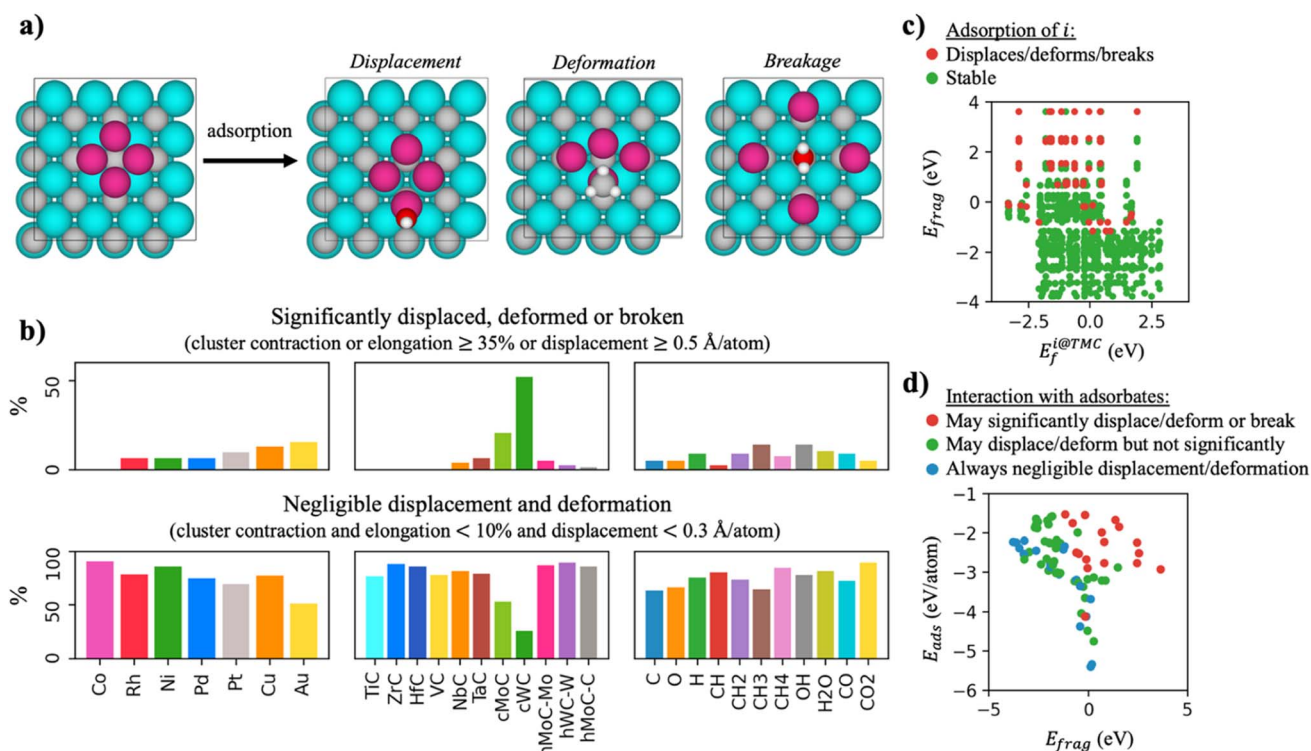 a)
adsorption
Displacement
Deformation
Breakage
b)
Significantly displaced, deformed or broken
(cluster contraction or elongation ≥ 35% or displacement ≥ 0.5 Å/atom)
%
50
0
Negligible displacement and deformation
(cluster contraction and elongation < 10% and displacement < 0.3 Å/atom)
%
100
50
0
Co
Rh
Ni
Pd
Pt
Cu
Au
TiC
ZrC
HfC
VC
NbC
TaC
cMoC
cWC
hMoC-Mo
hWC-W
hMoC-C
C
O
H
CH
CH2
CH3
CH4
OH
H2O
CO
CO2
c)
Adsorption of i:
Displaces/deforms/breaks
Stable
E_frag (eV)
4
2
0
−2
−4
−2.5
0.0
2.5
E_f^i@TMC (eV)
d)
Interaction with adsorbates:
May significantly displace/deform or break
May displace/deform but not significantly
Always negligible displacement/deformation
E_ads (eV/atom)
−1
−2
−3
−4
−5
−6
−5
0
5
E_frag (eV)